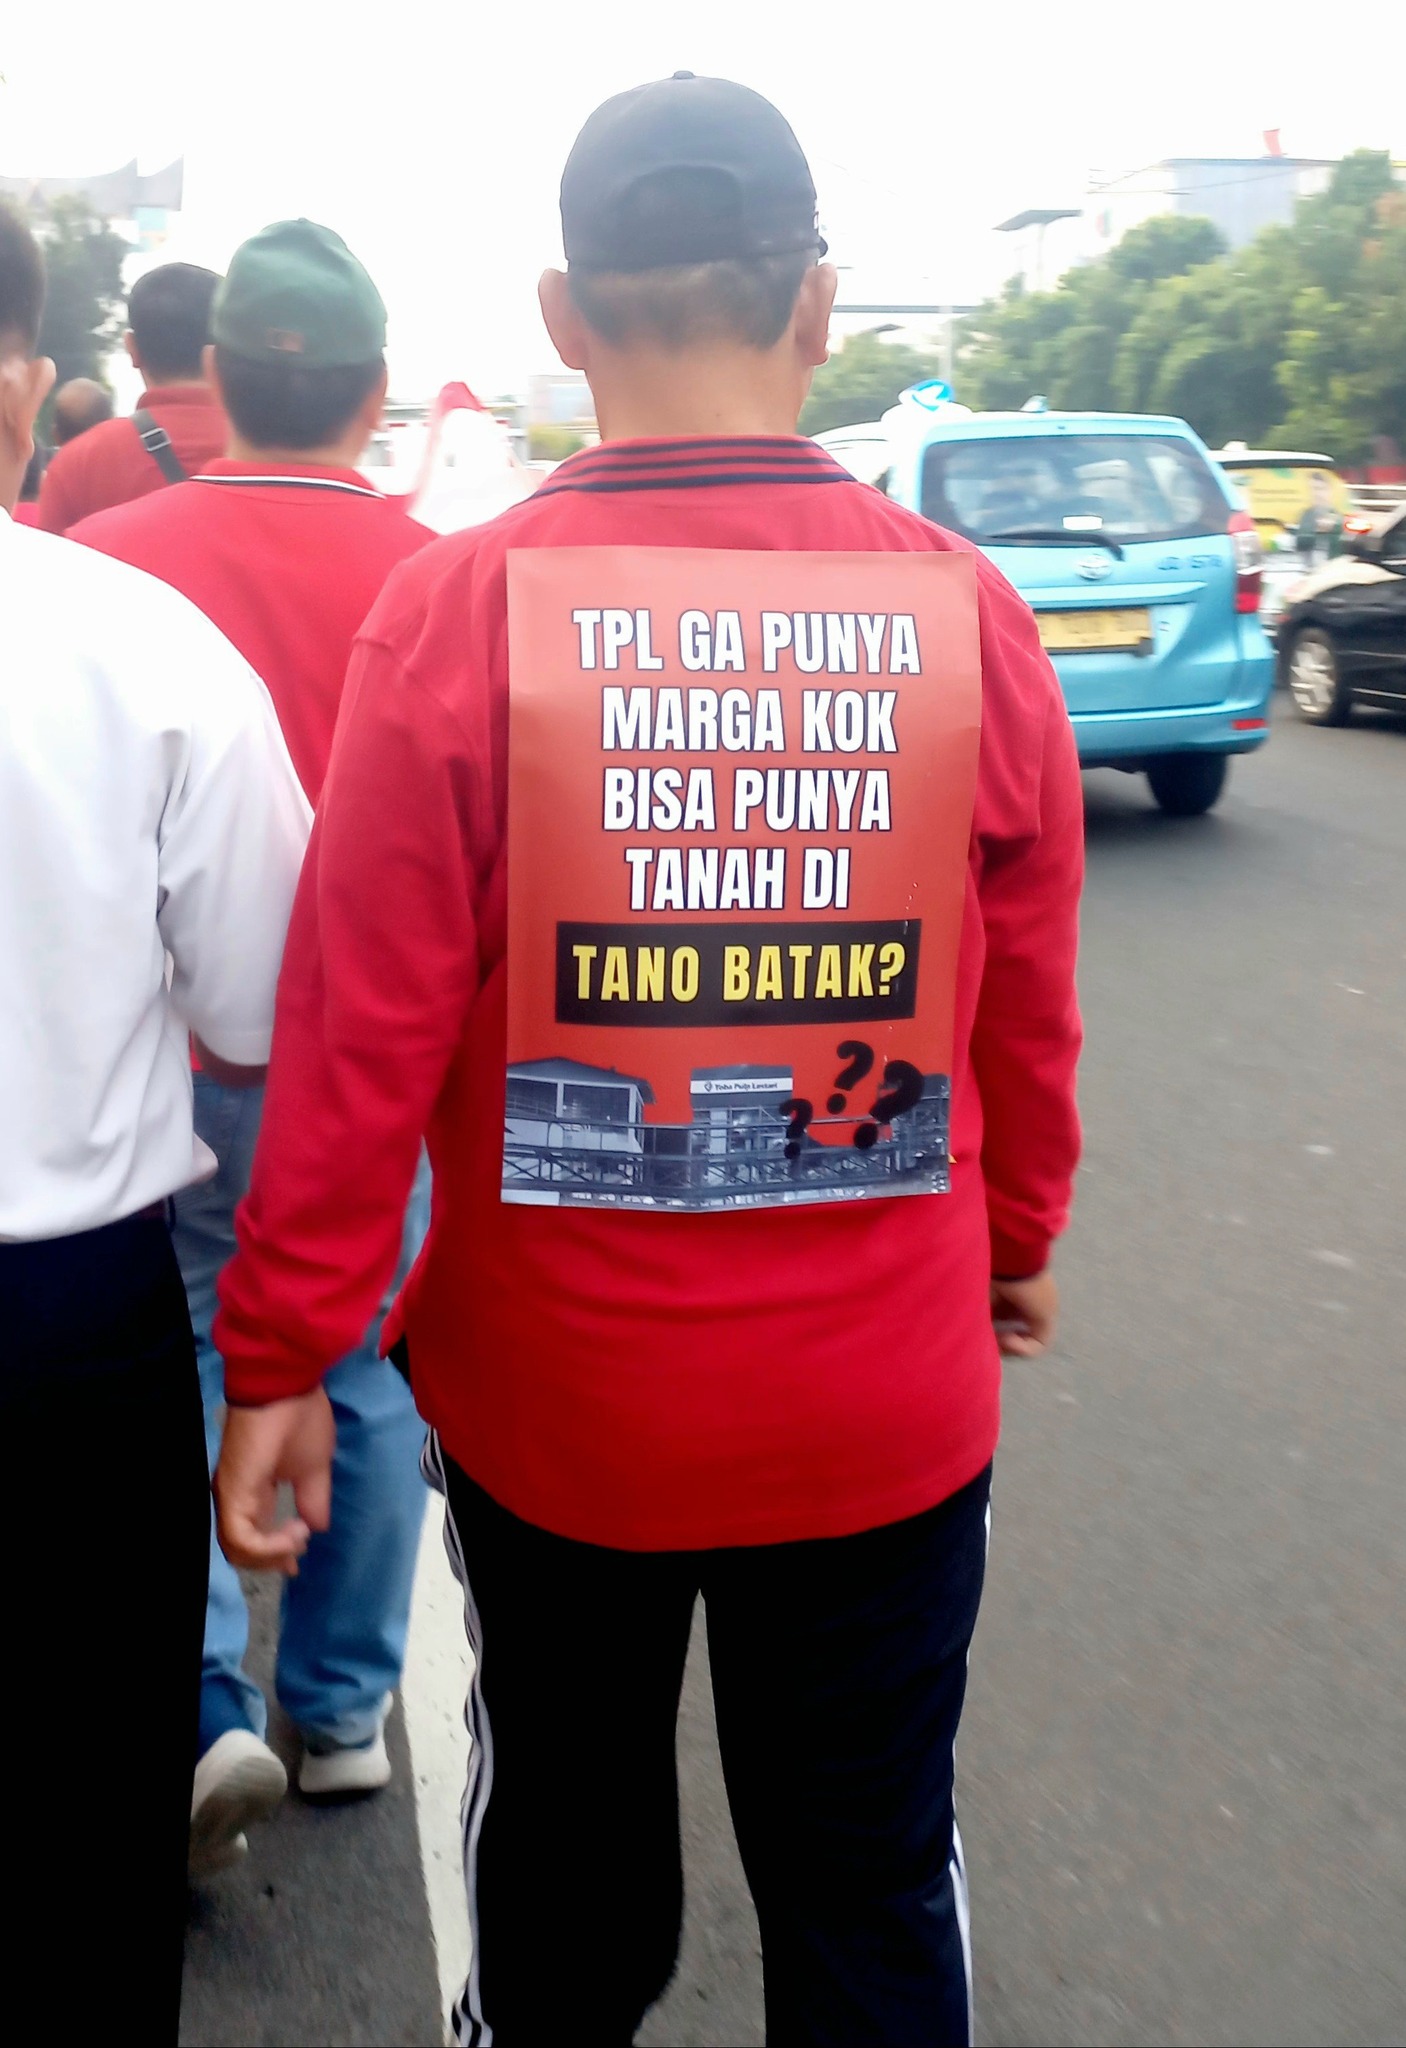 TPL GA PUNYA
MARGA KOK
BISA PUNYA
TANAH DI
TANO BATAK?
? ? ?
Toba Pulp Lestari